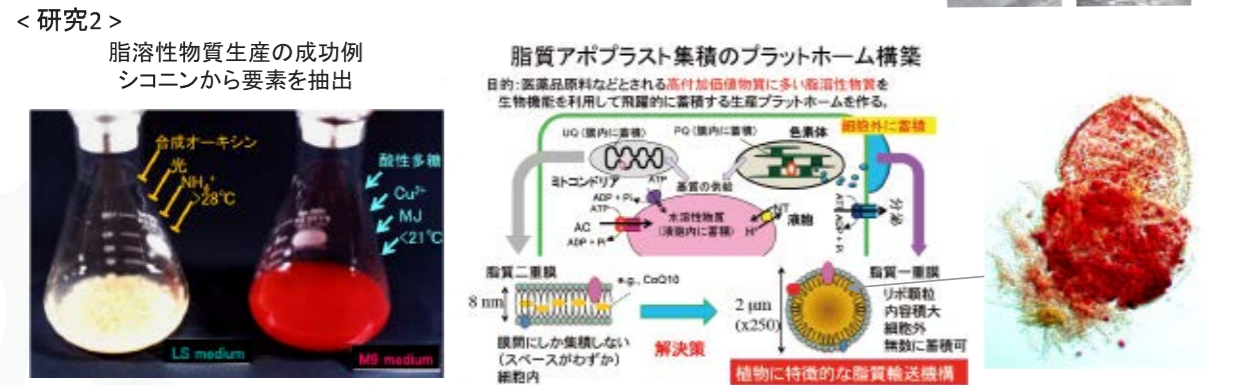 ＜研究2＞
脂溶性物質生産の成功例
シコニンから要素を抽出
合成オーキシン
光
NH₄⁺
>28℃
酸性多糖
Cu²⁺
MJ
<21℃
LS medium
M9 medium
脂質アポプラスト集積のプラットホーム構築
目的：医薬品原料などとされる高付加価値物質に多い脂溶性物質を
生物機能を利用して飛躍的に蓄積する生産プラットホームを作る。
UQ（膜内に蓄積）
PQ（膜内に蓄積）
色素体
細胞外に蓄積
ミトコンドリア
ATP
ADP + Pi
基質の供給
ATP
AC
ADP + Pi
水溶性物質
（液胞内に蓄積）
NT
H⁺
液胞
ATP
ADP + Pi
分泌
脂質二重膜
e.g., CoQ10
8 nm
膜間にしか集積しない
（スペースがわずか）
細胞内
解決策
2 μm
(x250)
脂質一重膜
リポ顆粒
内容積大
細胞外
無数に蓄積可
植物に特徴的な脂質輸送機構